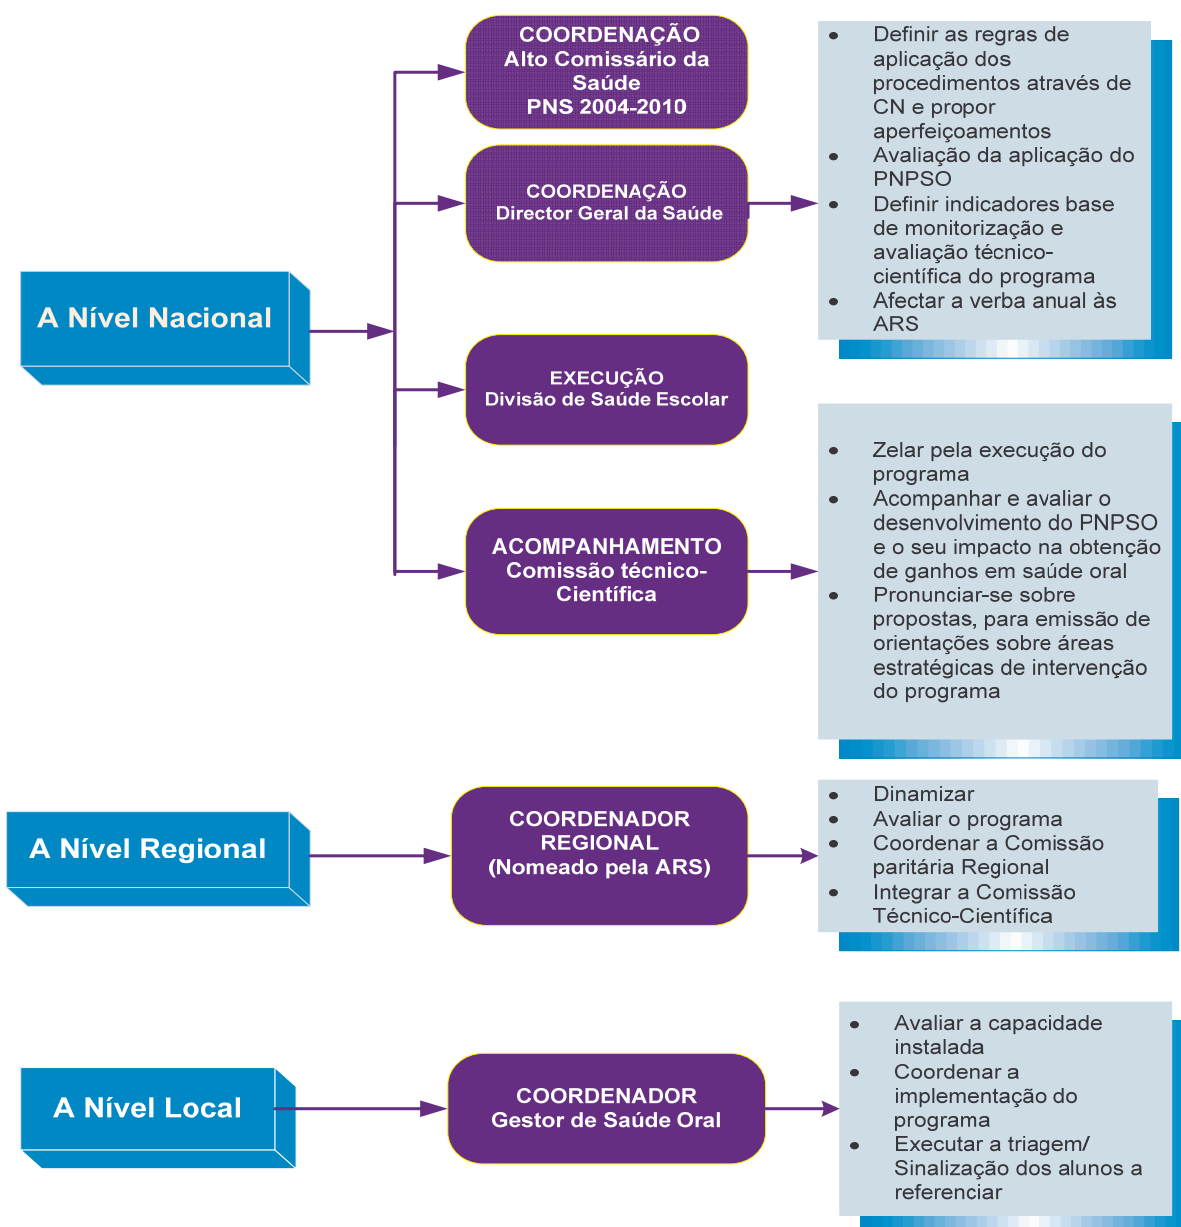 A Nível Nacional
COORDENAÇÃO
Alto Comissário da
Saúde
PNS 2004-2010
COORDENAÇÃO
Director Geral da Saúde
• Definir as regras de
aplicação dos
procedimentos através de
CN e propor
aperfeiçoamentos
• Avaliação da aplicação do
PNPSO
• Definir indicadores base
de monitorização e
avaliação técnico-
científica do programa
• Afectar a verba anual às
ARS
EXECUÇÃO
Divisão de Saúde Escolar
ACOMPANHAMENTO
Comissão técnico-
Científica
• Zelar pela execução do
programa
• Acompanhar e avaliar o
desenvolvimento do PNPSO
e o seu impacto na obtenção
de ganhos em saúde oral
• Pronunciar-se sobre
propostas, para emissão de
orientações sobre áreas
estratégicas de intervenção
do programa
A Nível Regional
COORDENADOR
REGIONAL
(Nomeado pela ARS)
• Dinamizar
• Avaliar o programa
• Coordenar a Comissão
paritária Regional
• Integrar a Comissão
Técnico-Científica
A Nível Local
COORDENADOR
Gestor de Saúde Oral
• Avaliar a capacidade
instalada
• Coordenar a
implementação do
programa
• Executar a triagem/
Sinalização dos alunos a
referenciar